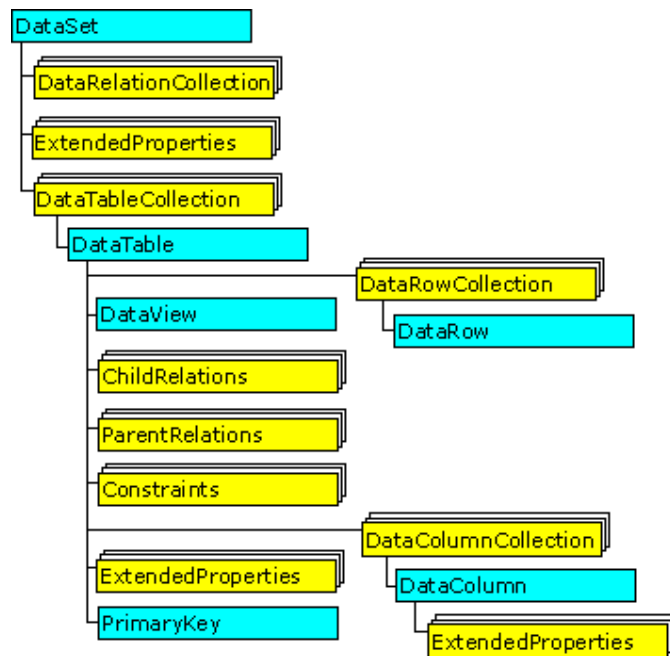 DataSet
DataRelationCollection
ExtendedProperties
DataTableCollection
DataTable
DataRowCollection
DataView
DataRow
ChildRelations
ParentRelations
Constraints
DataColumnCollection
ExtendedProperties
DataColumn
PrimaryKey
ExtendedProperties